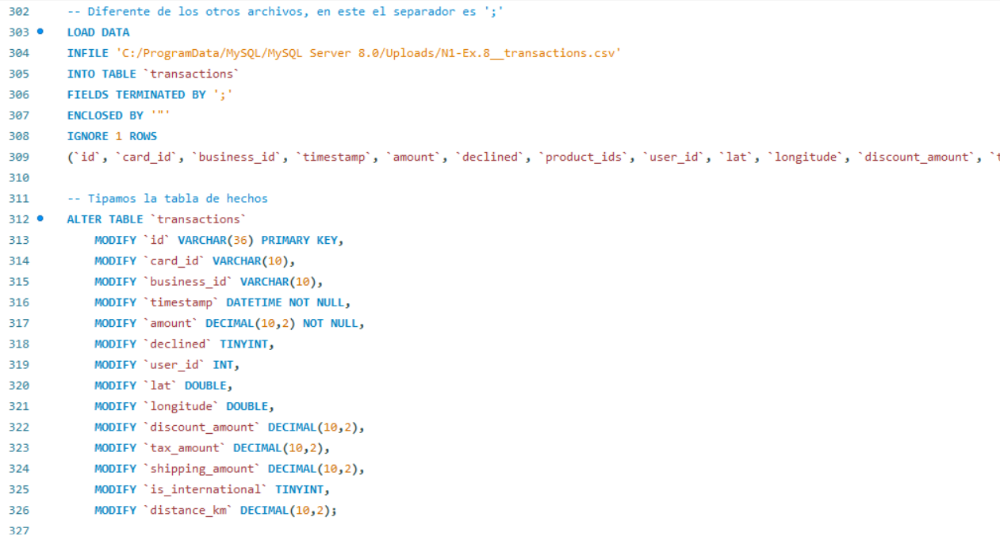 302 -- Diferente de los otros archivos, en este el separador es ';'
303 LOAD DATA
304 INFILE 'C:/ProgramData/MySQL/MySQL Server 8.0/Uploads/N1-Ex.8__transactions.csv'
305 INTO TABLE `transactions`
306 FIELDS TERMINATED BY ';'
307 ENCLOSED BY '"'
308 IGNORE 1 ROWS
309 (`id`, `card_id`, `business_id`, `timestamp`, `amount`, `declined`, `product_ids`, `user_id`, `lat`, `longitude`, `discount_amount`, `t
310
311 -- Tipamos la tabla de hechos
312 ALTER TABLE `transactions`
313 MODIFY `id` VARCHAR(36) PRIMARY KEY,
314 MODIFY `card_id` VARCHAR(10),
315 MODIFY `business_id` VARCHAR(10),
316 MODIFY `timestamp` DATETIME NOT NULL,
317 MODIFY `amount` DECIMAL(10,2) NOT NULL,
318 MODIFY `declined` TINYINT,
319 MODIFY `user_id` INT,
320 MODIFY `lat` DOUBLE,
321 MODIFY `longitude` DOUBLE,
322 MODIFY `discount_amount` DECIMAL(10,2),
323 MODIFY `tax_amount` DECIMAL(10,2),
324 MODIFY `shipping_amount` DECIMAL(10,2),
325 MODIFY `is_international` TINYINT,
326 MODIFY `distance_km` DECIMAL(10,2);
327